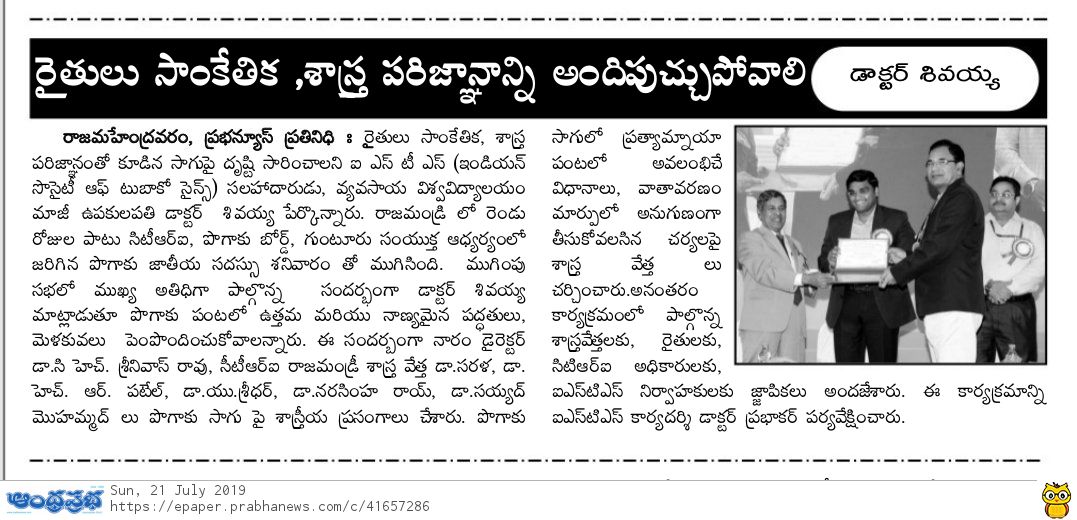 రైతులు సాంకేతిక ,శాస్త్ర పరిజ్ఞానాన్ని అందిపుచ్చుపోవాలి
డాక్టర్ శివయ్య
రాజమహేంద్రవరం, ప్రభన్యూస్ ప్రతినిధి : రైతులు సాంకేతిక, శాస్త్ర
పరిజ్ఞానంతో కూడిన సాగుపై దృష్టి సారించాలని ఐ ఎస్ టీ ఎస్ (ఇండియన్
సొసైటీ ఆఫ్ టుబాకో సైన్స్) సలహాదారుడు, వ్యవసాయ విశ్వవిద్యాలయం
మాజీ ఉపకులపతి డాక్టర్ శివయ్య పేర్కొన్నారు. రాజమండ్రి లో రెండు
రోజుల పాటు సిటీఆర్ఐ, పొగాకు బోర్డ్, గుంటూరు సంయుక్త ఆధ్యర్యంలో
జరిగిన పొగాకు జాతీయ సదస్సు శనివారం తో ముగిసింది. ముగింపు
సభలో ముఖ్య అతిధిగా పాల్గొన్న సందర్భంగా డాక్టర్ శివయ్య
మాట్లాడుతూ పొగాకు పంటలో ఉత్తమ మరియు నాణ్యమైన పద్ధతులు,
మెళకువలు పెంపొందించుకోవాలన్నారు. ఈ సందర్బంగా నారం డైరెక్టర్
డా.సి హెచ్. శ్రీనివాస్ రావు, సీటీఆర్ఐ రాజమండ్రీ శాస్త్ర వేత్త డా.సరళ, డా.
హెచ్. ఆర్. పటేల్, డా.యు.శ్రీధర్, డా.నరసింహ రాయ్, డా.సయ్యద్
మొహమ్మద్ లు పొగాకు సాగు పై శాస్త్రీయ ప్రసంగాలు చేశారు. పొగాకు
సాగులో ప్రత్యామ్నాయా
పంటలో అవలంభిచే
విధానాలు, వాతావరణం
మార్పులో అనుగుణంగా
తీసుకోవలసిన చర్యలపై
శాస్త్ర వేత్త లు
చర్చించారు.అనంతరం
కార్యక్రమంలో పాల్గొన్న
శాస్త్రవేత్తలకు, రైతులకు,
సిటిఆర్ఐ అధికారులకు,
ఐఎస్‌టిఎస్ నిర్వాహకులకు జ్ఞాపికలు అందజేశారు. ఈ కార్యక్రమాన్ని
ఐఎస్‌టిఎస్ కార్యదర్శి డాక్టర్ ప్రభాకర్ పర్యవేక్షించారు.
ఆంధ్రప్రభ
Sun, 21 July 2019
https://epaper.prabhanews.com/c/41657286